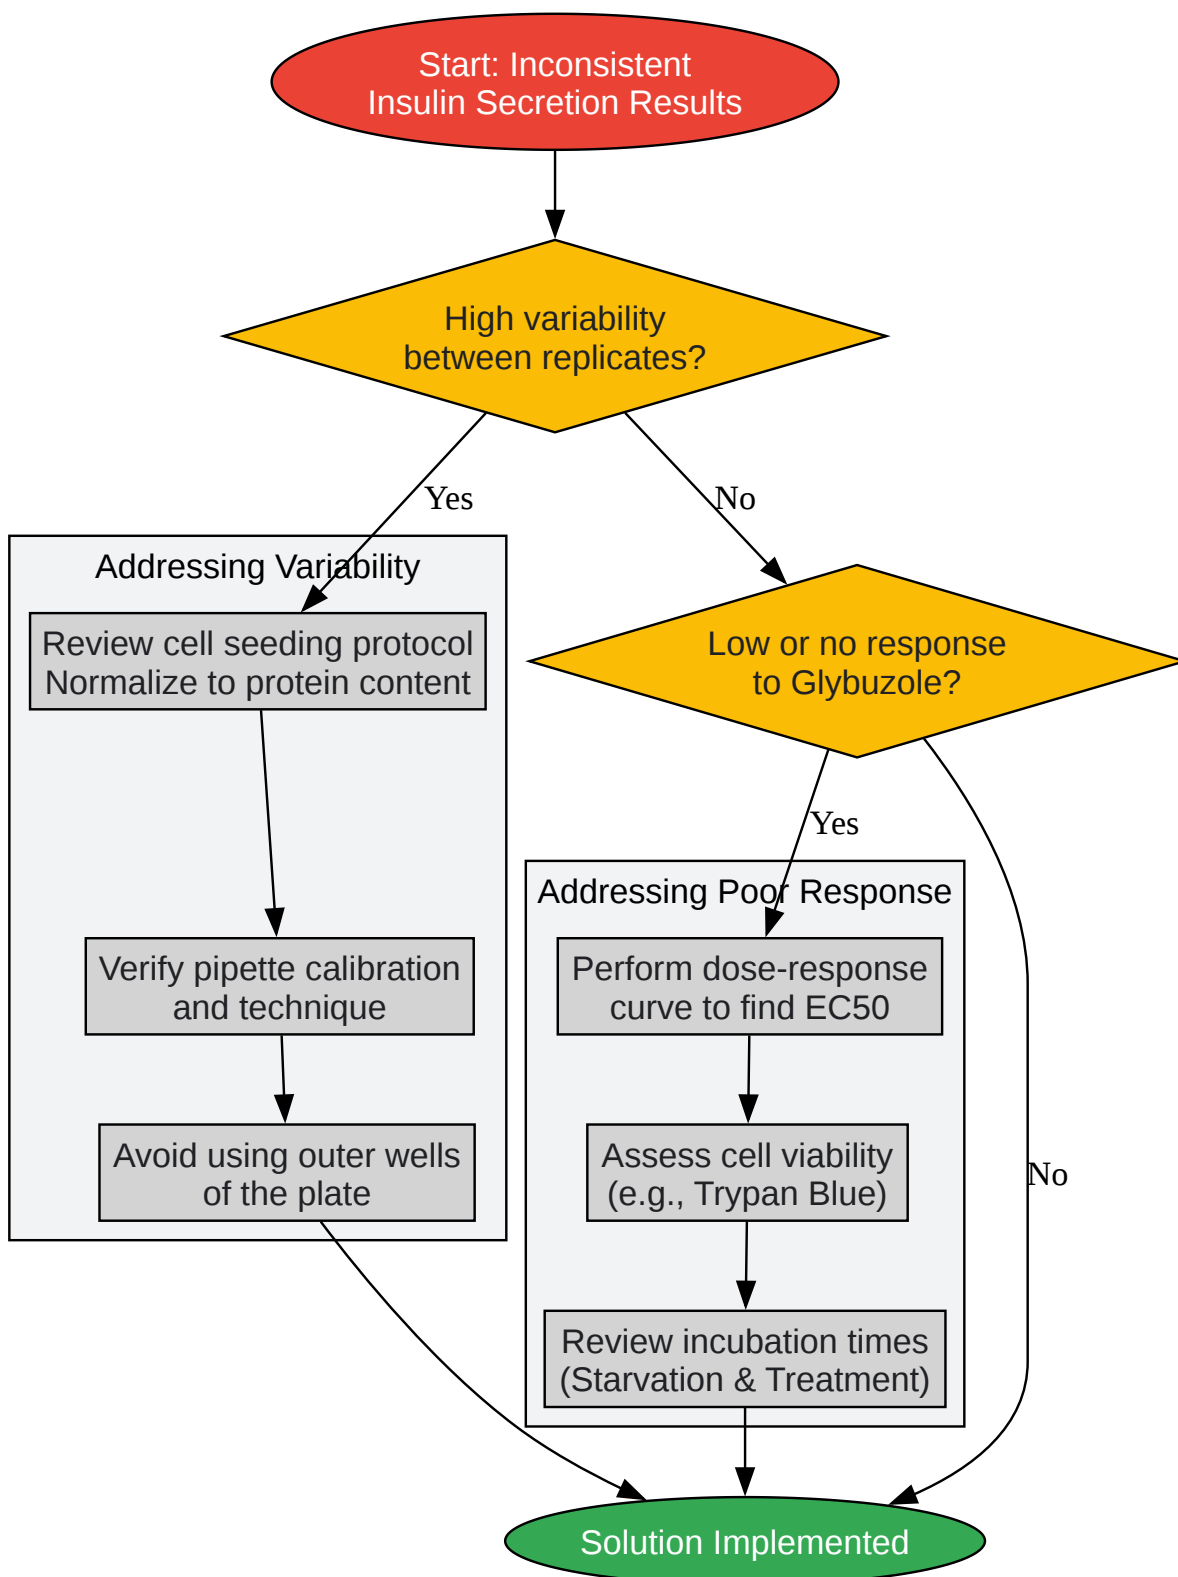 Start: Inconsistent
Insulin Secretion Results
High variability
between replicates?
Yes
No
Addressing Variability
Review cell seeding protocol
Normalize to protein content
Low or no response
to Glybuzole?
Yes
Addressing Poor Response
Verify pipette calibration
and technique
Perform dose-response
curve to find EC50
Avoid using outer wells
of the plate
Assess cell viability
(e.g., Trypan Blue)
No
Review incubation times
(Starvation & Treatment)
Solution Implemented